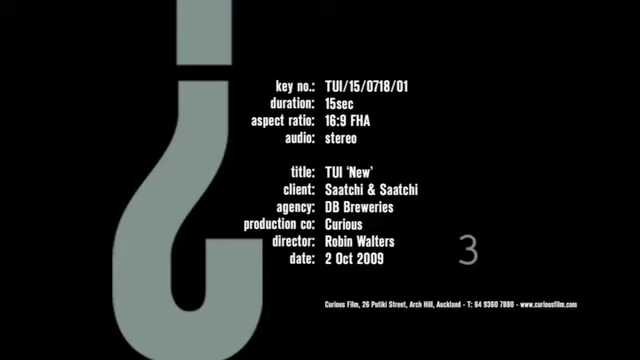 key no.: TUI/15/0718/01
duration: 15sec
aspect ratio: 16:9 FHA
audio: stereo
title: TUI 'New'
client: Saatchi & Saatchi
agency: DB Breweries
production co: Curious
director: Robin Walters
date: 2 Oct 2009
3
Curious Film, 26 Putiki Street, Arch Hill, Auckland - T: 64 9360 7880 - www.curiousfilm.com